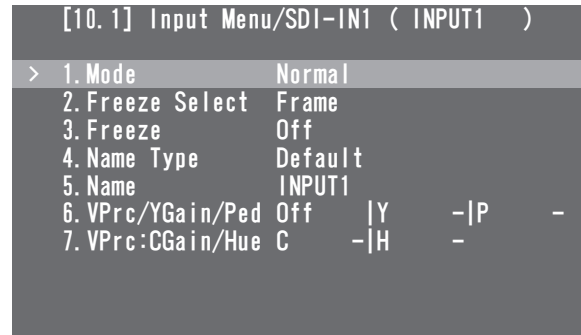 [10.1] Input Menu/SDI-IN1 ( INPUT1   )
> 1.Mode          Normal
2.Freeze Select Frame
3.Freeze        Off
4.Name Type     Default
5.Name          INPUT1
6.VPrc/YGain/Ped Off   |Y    -|P    -
7.VPrc:CGain/Hue C    -|H    -